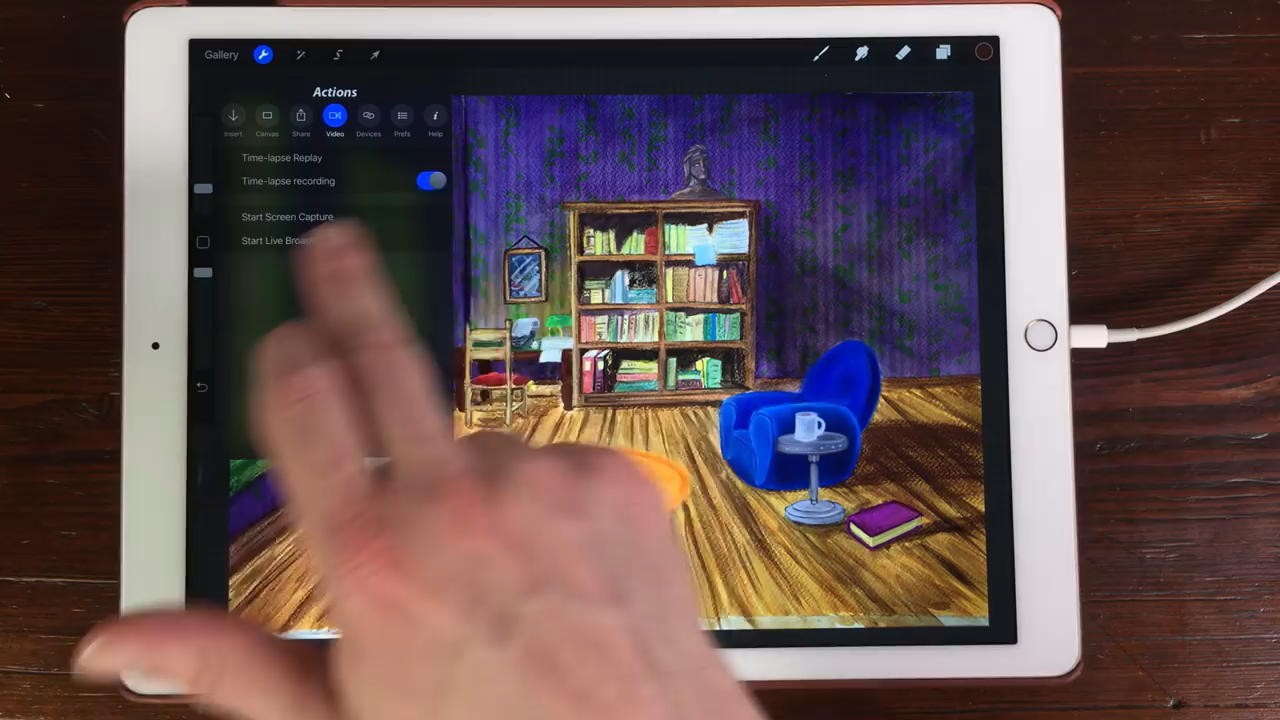 Gallery
Actions
Insert Canvas Share Video Devices Prefs Help
Time-lapse Replay
Time-lapse recording
Start Screen Capture
Start Live